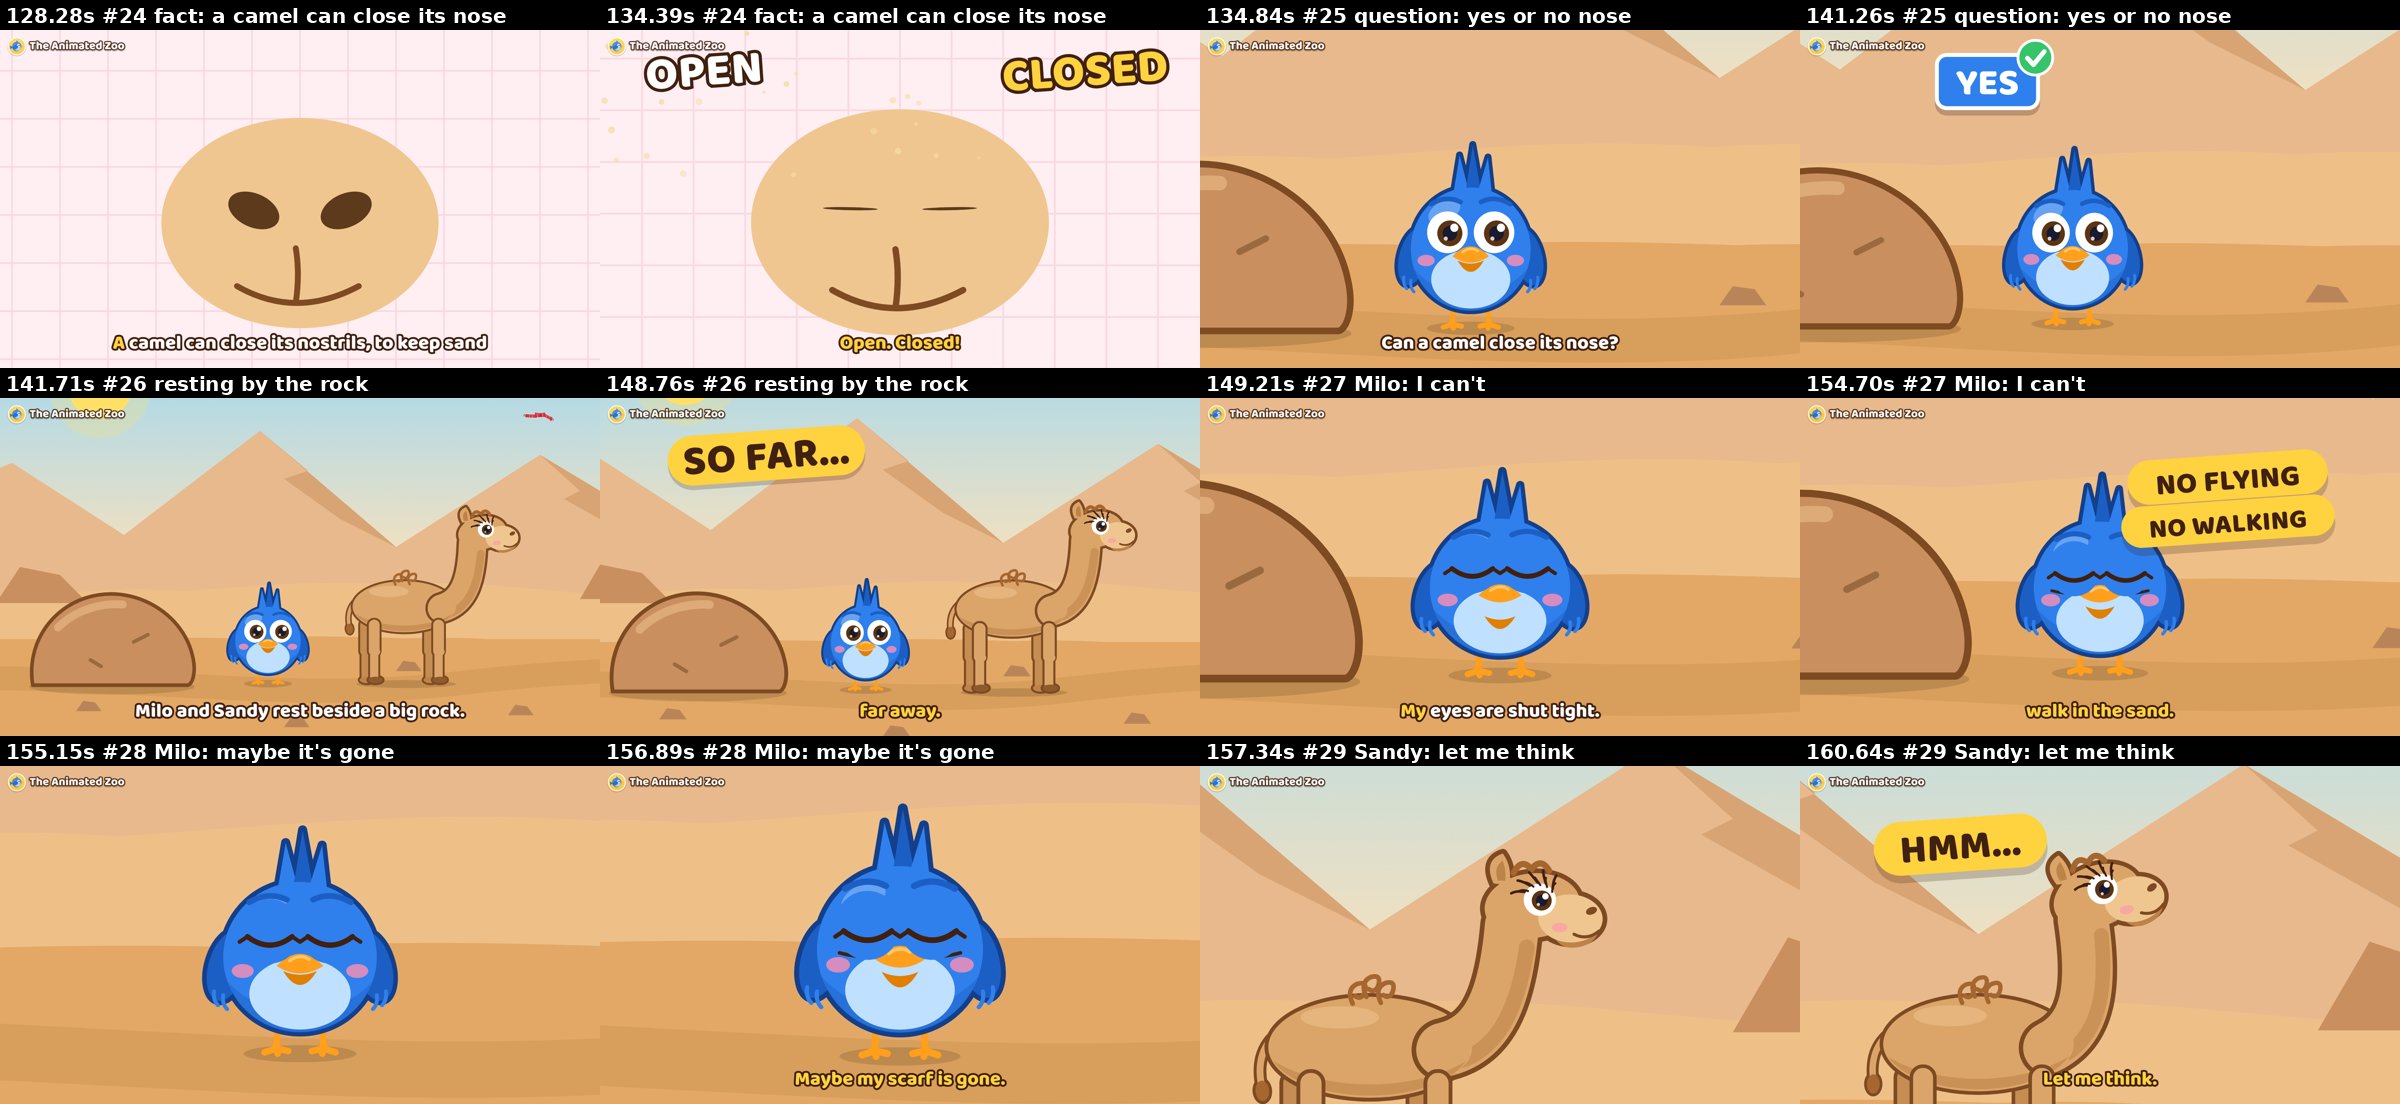 128.28s #24 fact: a camel can close its nose
The Animated Zoo
A camel can close its nostrils, to keep sand
134.39s #24 fact: a camel can close its nose
The Animated Zoo
OPEN
CLOSED
Open. Closed!
134.84s #25 question: yes or no nose
The Animated Zoo
Can a camel close its nose?
141.26s #25 question: yes or no nose
The Animated Zoo
YES
141.71s #26 resting by the rock
The Animated Zoo
Milo and Sandy rest beside a big rock.
148.76s #26 resting by the rock
The Animated Zoo
SO FAR...
far away.
149.21s #27 Milo: I can't
The Animated Zoo
My eyes are shut tight.
154.70s #27 Milo: I can't
The Animated Zoo
NO FLYING
NO WALKING
walk in the sand.
155.15s #28 Milo: maybe it's gone
The Animated Zoo
156.89s #28 Milo: maybe it's gone
The Animated Zoo
Maybe my scarf is gone.
157.34s #29 Sandy: let me think
The Animated Zoo
160.64s #29 Sandy: let me think
The Animated Zoo
HMM...
Let me think.